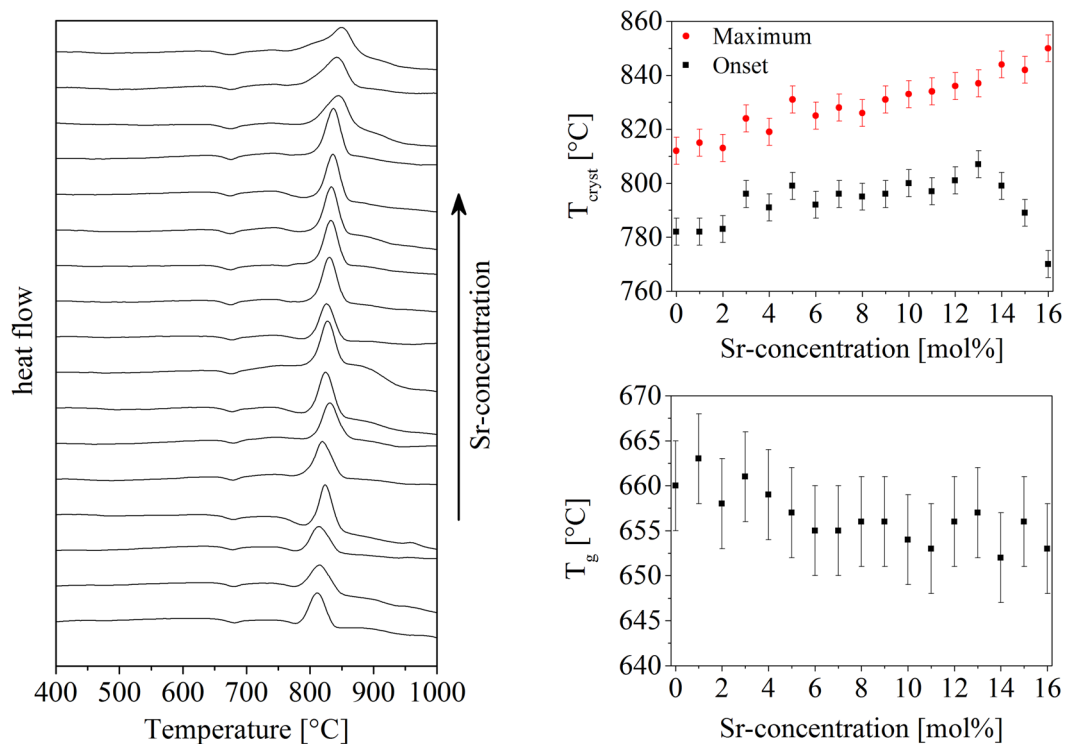 heat flow
400 500 600 700 800 900 1000
Temperature [°C]
Sr-concentration
Maximum
Onset
860
840
820
800
780
760
T_cryst [°C]
0 2 4 6 8 10 12 14 16
Sr-concentration [mol%]
670
665
660
655
650
645
640
T_g [°C]
0 2 4 6 8 10 12 14 16
Sr-concentration [mol%]